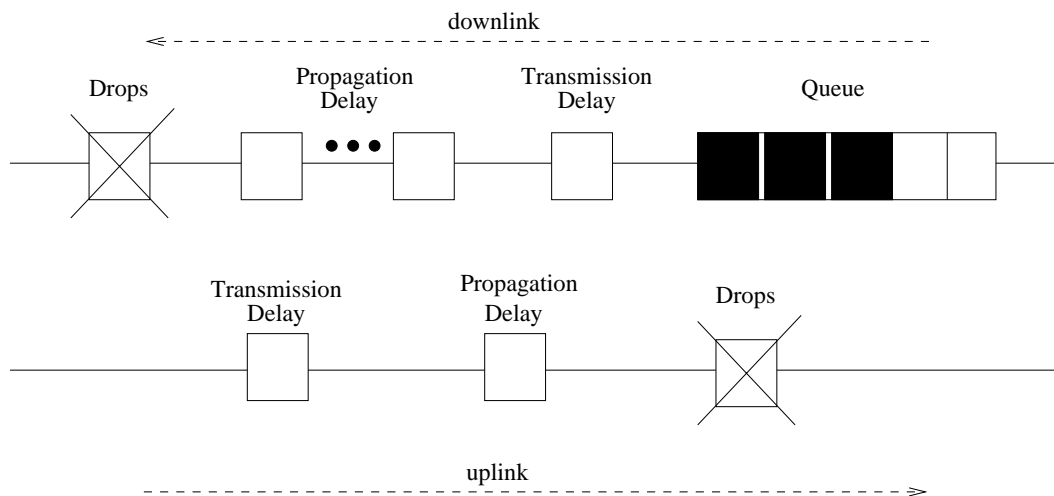 downlink
Drops
Propagation
Delay
Transmission
Delay
Queue
Transmission
Delay
Propagation
Delay
Drops
uplink